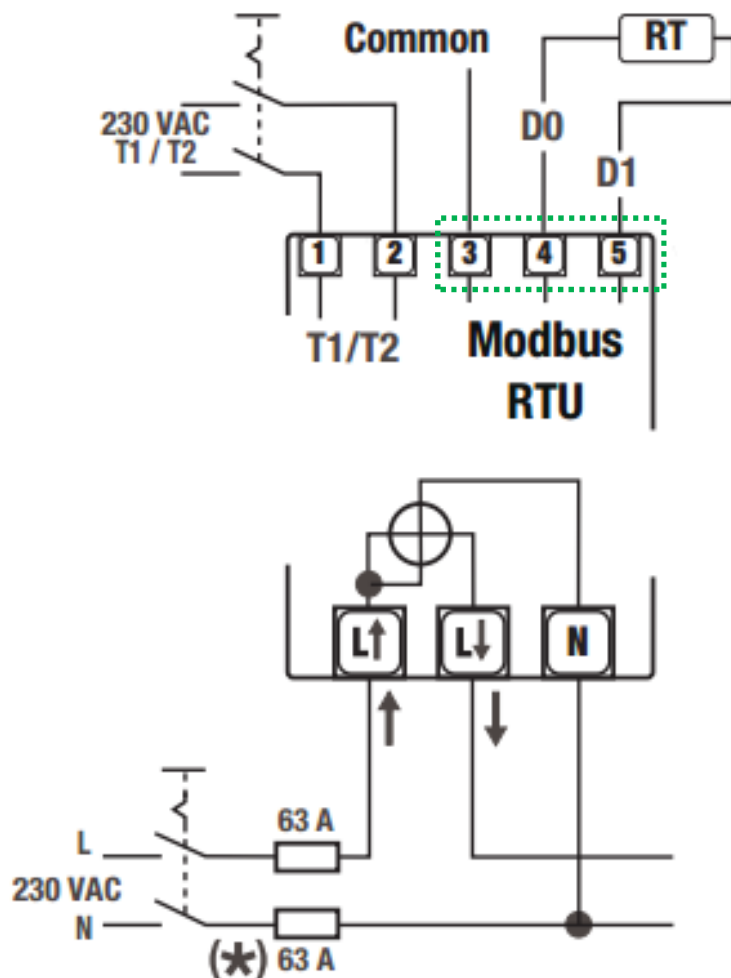 Common
RT
230 VAC
T1 / T2
D0
D1
1 2 3 4 5
T1/T2
Modbus
RTU
L↑ L↓ N
63 A
L
230 VAC
N
(*) 63 A